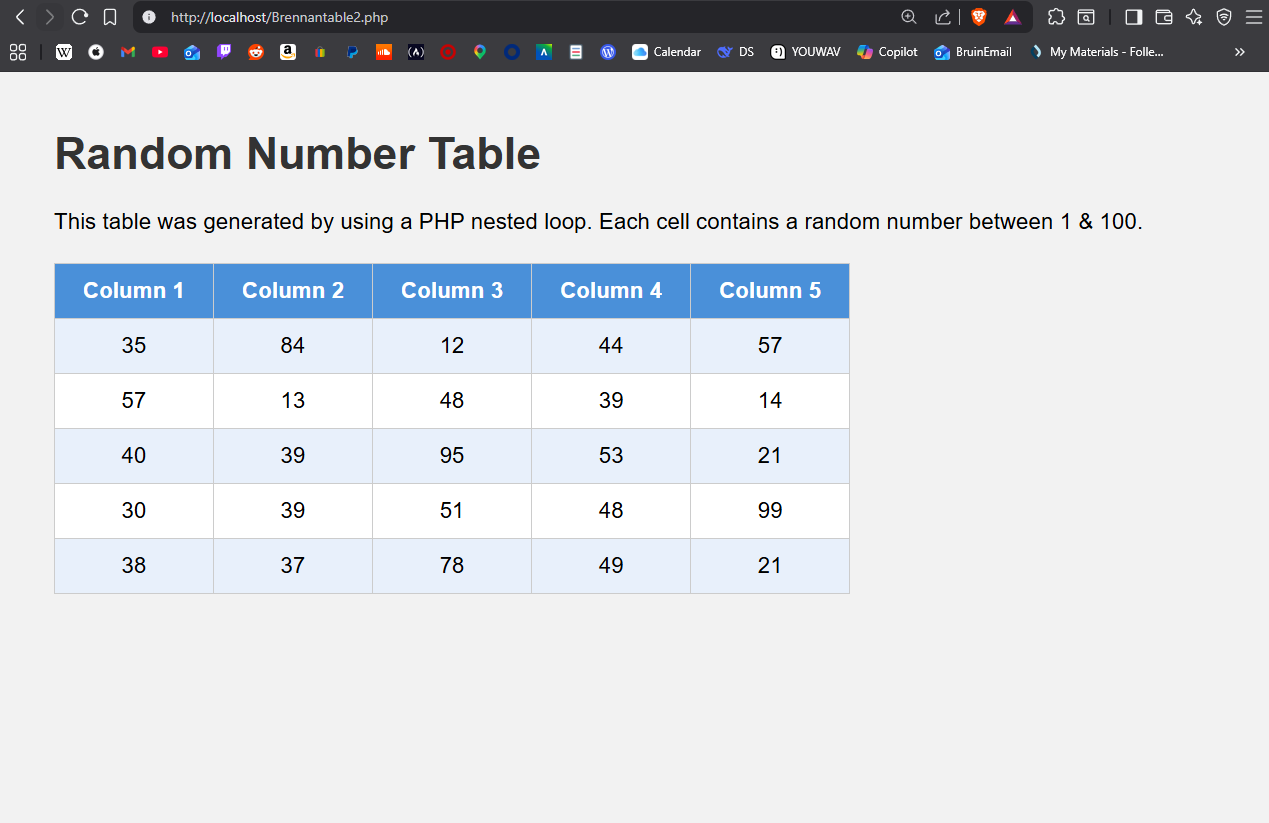 http://localhost/Brennantable2.php
Calendar DS YOUWAV Copilot BruinEmail My Materials - Folle...
Random Number Table
This table was generated by using a PHP nested loop. Each cell contains a random number between 1 & 100.
Column 1 Column 2 Column 3 Column 4 Column 5
35 84 12 44 57
57 13 48 39 14
40 39 95 53 21
30 39 51 48 99
38 37 78 49 21